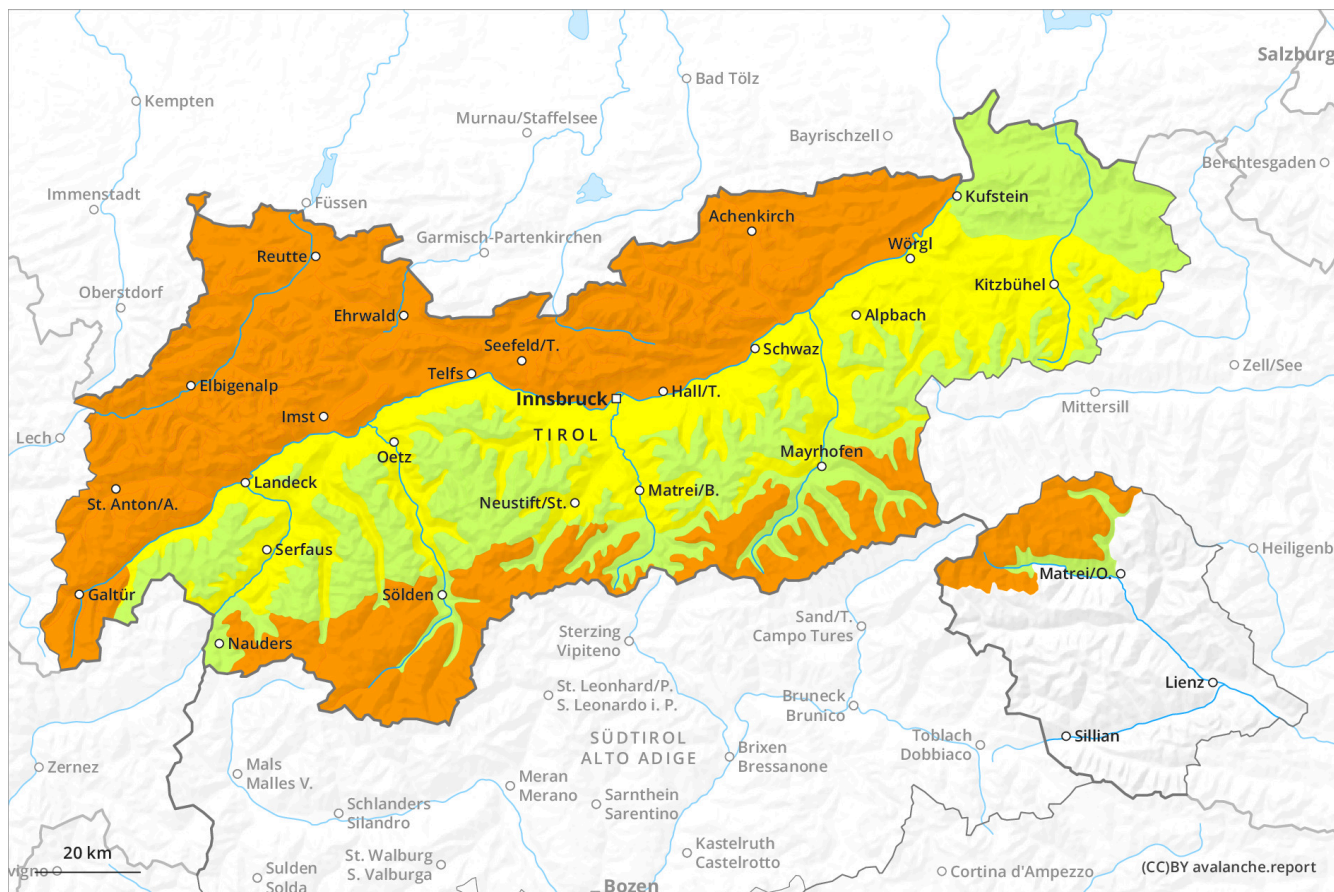 Salzburg
Bad Tölz
Kempten
Murnau/Staffelsee
Bayrischzell
Berchtesgaden
Immenstadt
Füssen
Kufstein
Achenkirch
Garmisch-Partenkirchen
Wörgl
Reutte
Kitzbühel
Oberstdorf
Ehrwald
Alpbach
Seefeld/T.
Schwaz
Zell/See
Telfs
Elbigenalp
Innsbruck
Hall/T.
Mittersill
Imst
Lech
TIROL
Oetz
Mayrhofen
Landeck
Matrei/B.
St. Anton/A.
Neustift/St.
Serfaus
Heiligenb
Matrei/O.
Galtür
Sölden
Sand/T.
Campo Tures
Sterzing
Vipiteno
Nauders
Lienz
St. Leonhard/P.
S. Leonardo i. P.
Bruneck
Brunico
SÜDTIROL
ALTO ADIGE
Toblach
Dobbiaco
Sillian
Brixen
Bressanone
Zernez
Mals
Malles V.
Meran
Merano
Sarnthein
Sarentino
Schlanders
Silandro
Kastelruth
Castelrotto
20 km
St. Walburg
S. Valburga
vigno
Sulden
Solda
Cortina d'Ampezzo
(CC)BY avalanche.report
Bozen